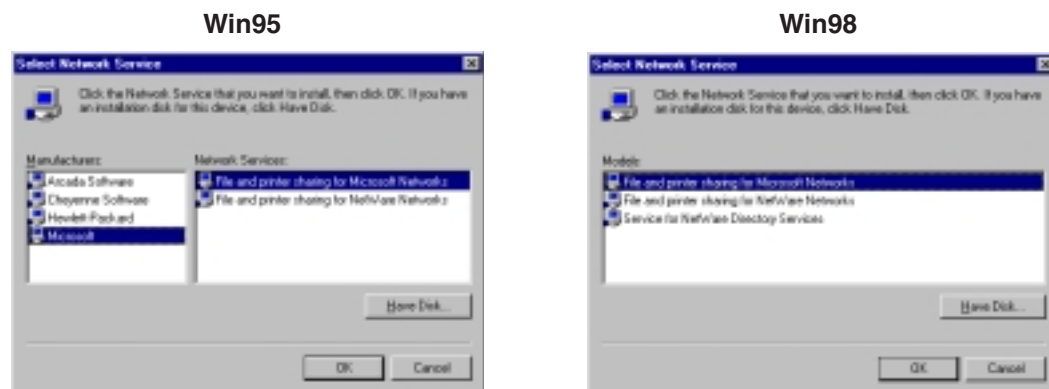 Win95
Select Network Service
Click the Network Service that you want to install, then click OK. If you have
an installation disk for this device, click Have Disk.
Manufacturers:
Network Services:
Arcada Software
Cheyenne Software
Hewlett-Packard
Microsoft
File and printer sharing for Microsoft Networks
File and printer sharing for NetWare Networks
Have Disk...
OK
Cancel
Win98
Select Network Service
Click the Network Service that you want to install, then click OK. If you have
an installation disk for this device, click Have Disk.
Models:
File and printer sharing for Microsoft Networks
File and printer sharing for NetWare Networks
Service for NetWare Directory Services
Have Disk...
OK
Cancel